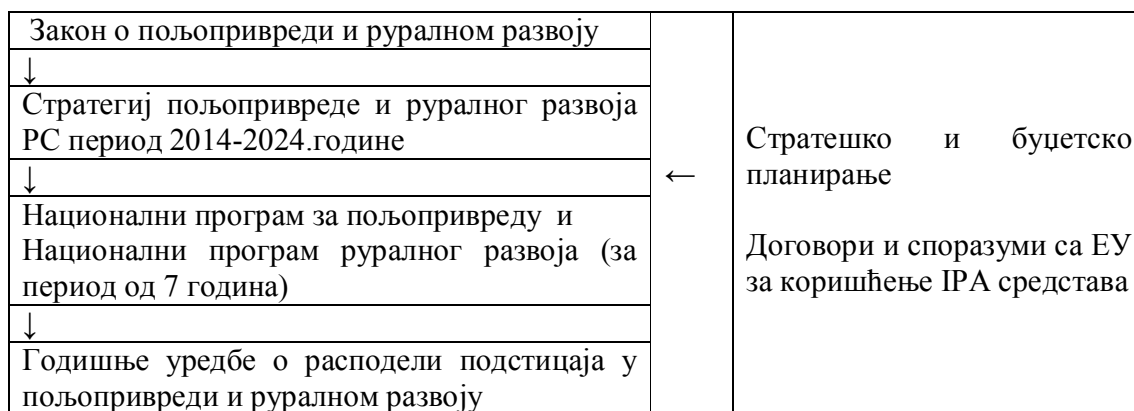 Закон о пољопривреди и руралном развоју
↓
Стратегиј пољопривреде и руралног развоја
РС период 2014-2024.године
↓
Национални програм за пољопривреду и
Национални програм руралног развоја (за
период од 7 година)
↓
Годишње уредбе о расподели подстицаја у
пољопривреди и руралном развоју
←
Стратешко и буџетско
планирање
Договори и споразуми са ЕУ
за коришћење IPA средстава